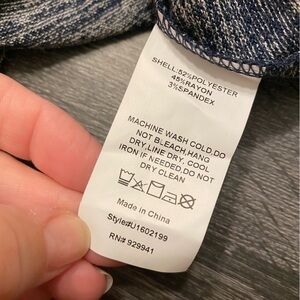 SHELL:52%POLYESTER
45%RAYON
3%SPANDEX
MACHINE WASH COLD,DO
NOT BLEACH,HANG
DRY,LINE DRY, COOL
IRON IF NEEDED.DO NOT
DRY CLEAN
Made in China
Style#U1602199
RN# 929941